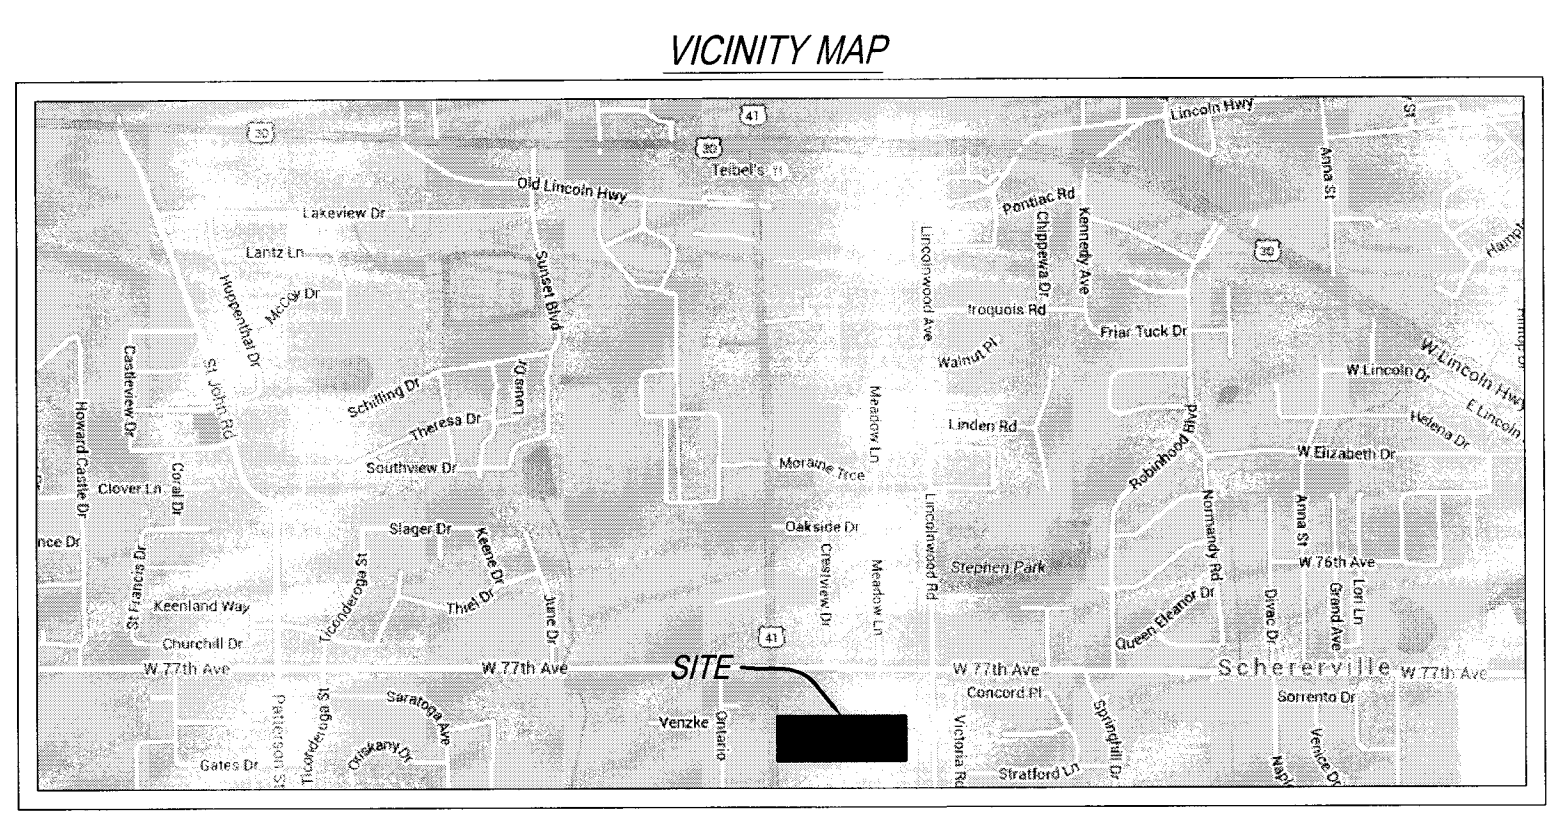 VICINITY MAP
Lincoln Hwy
41
30
30
Teibel's
Anna St
Old Lincoln Hwy
Pontiac Rd
Lakeview Dr
Chippewa Dr
Kennedy Ave
Lincolnwood Ave
30
Lantz Ln
Sunset Blvd
Huppenthal Dr
McCoy Dr
Iroquois Rd
Friar Tuck Dr
Walnut Pl
W Lincoln Hwy
Castleview Dr
St John Rd
Schilling Dr
W Lincoln Dr
Meadow Ln
E Lincoln
Howard Castle Dr
Theresa Dr
Linden Rd
Robinhood Blvd
Helena Dr
W Elizabeth Dr
Southview Dr
Clover Ln
Coral Dr
Moraine Trce
Lincolnwood Rd
Normandy Rd
Anna St
Slager Dr
Keene Dr
Oakside Dr
nce Dr
St Francis Dr
Ticonderoga St
Crestview Dr
Meadow Ln
Stephen Park
W 76th Ave
Keenland Way
Thiel Dr
June Dr
Queen Eleanor Dr
Divac Dr
Grand Ave
Lori Ln
Churchill Dr
41
W 77th Ave
W 77th Ave
SITE
W 77th Ave
Schererville
W 77th Ave
Patterson St
Ticonderoga St
Saratoga Ave
Oriskany Dr
Gates Dr
Venzke
Ontario
Concord Pl
Victoria Rd
Springhill Dr
Stratford Ln
Sorrento Dr
Venice Dr
Napl